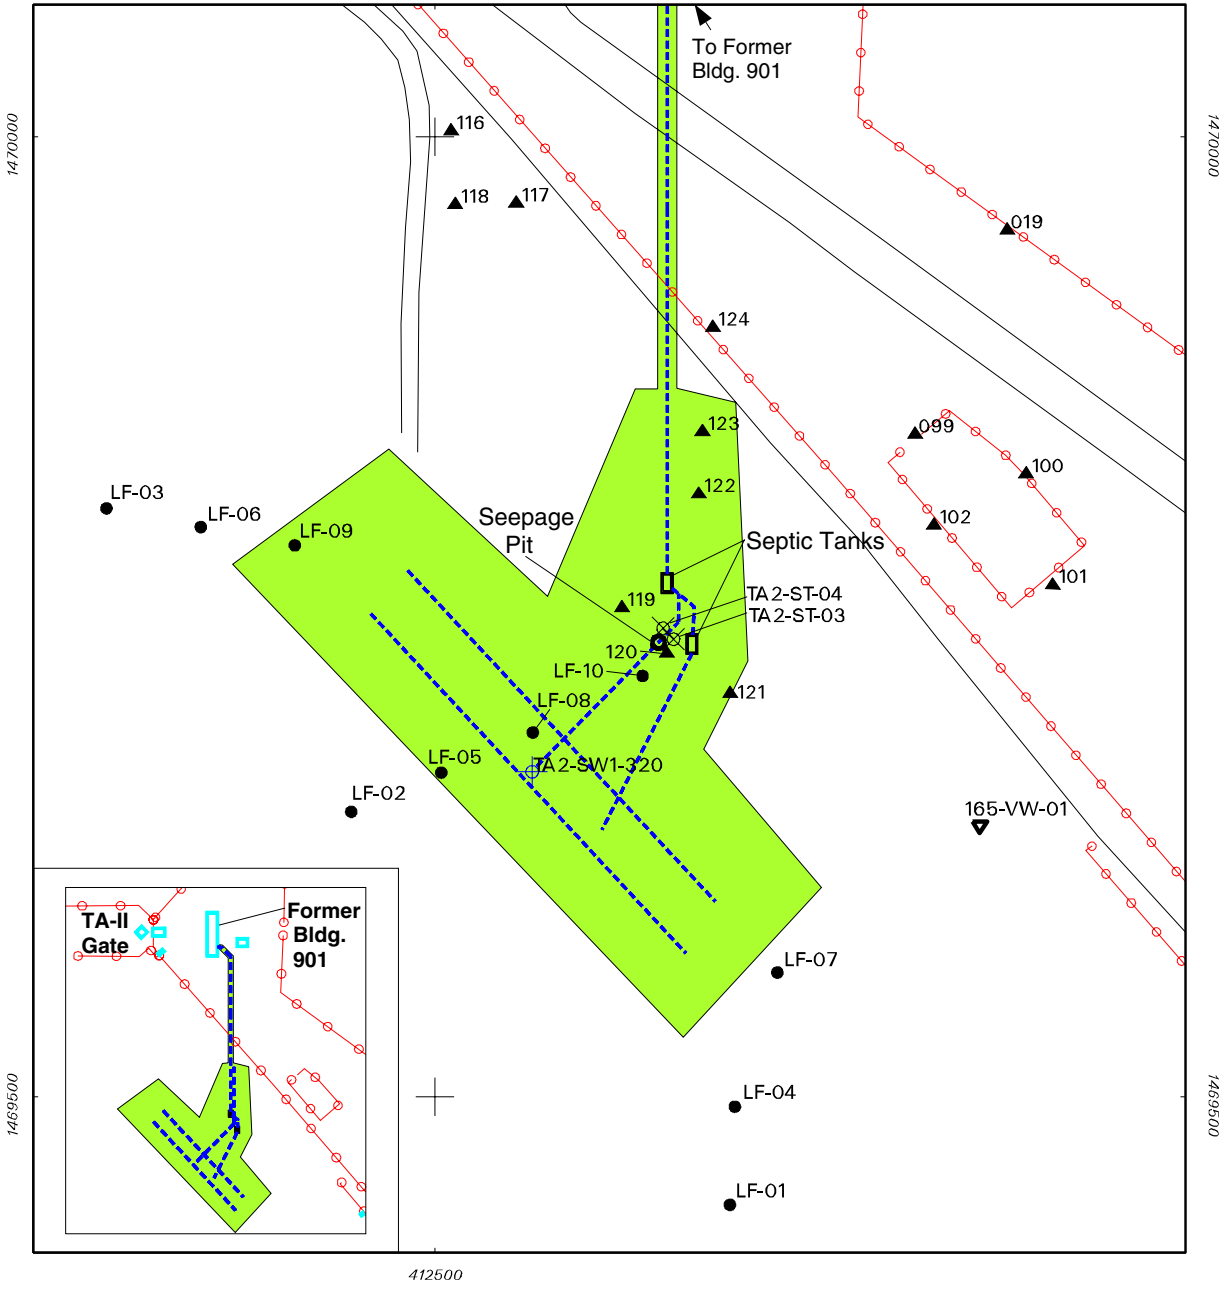 To Former
Bldg. 901
1470000
1470000
116
118
117
019
124
123
099
100
122
102
LF-03
LF-06
LF-09
Seepage
Pit
Septic Tanks
101
TA2-ST-04
119
TA2-ST-03
120
LF-10
121
LF-08
LF-05
TA2-SW1-320
LF-02
165-VW-01
TA-II
Gate
Former
Bldg.
901
LF-07
1469500
1469500
LF-04
LF-01
412500